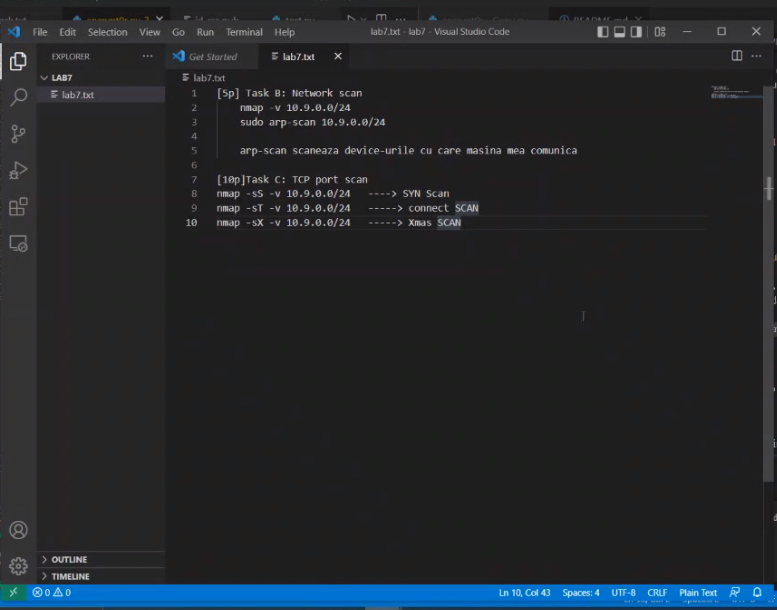 File Edit Selection View Go Run Terminal Help lab7.txt - lab7 - Visual Studio Code
EXPLORER ··· Get Started lab7.txt
LAB7
lab7.txt
lab7.txt
1 [5p] Task B: Network scan
2 nmap -v 10.9.0.0/24
3 sudo arp-scan 10.9.0.0/24
4
5 arp-scan scaneaza device-urile cu care masina mea comunica
6
7 [10p]Task C: TCP port scan
8 nmap -sS -v 10.9.0.0/24 ----> SYN Scan
9 nmap -sT -v 10.9.0.0/24 -----> connect SCAN
10 nmap -sX -v 10.9.0.0/24 -----> Xmas SCAN
OUTLINE
TIMELINE
0 0 Ln 10, Col 43 Spaces: 4 UTF-8 CRLF Plain Text